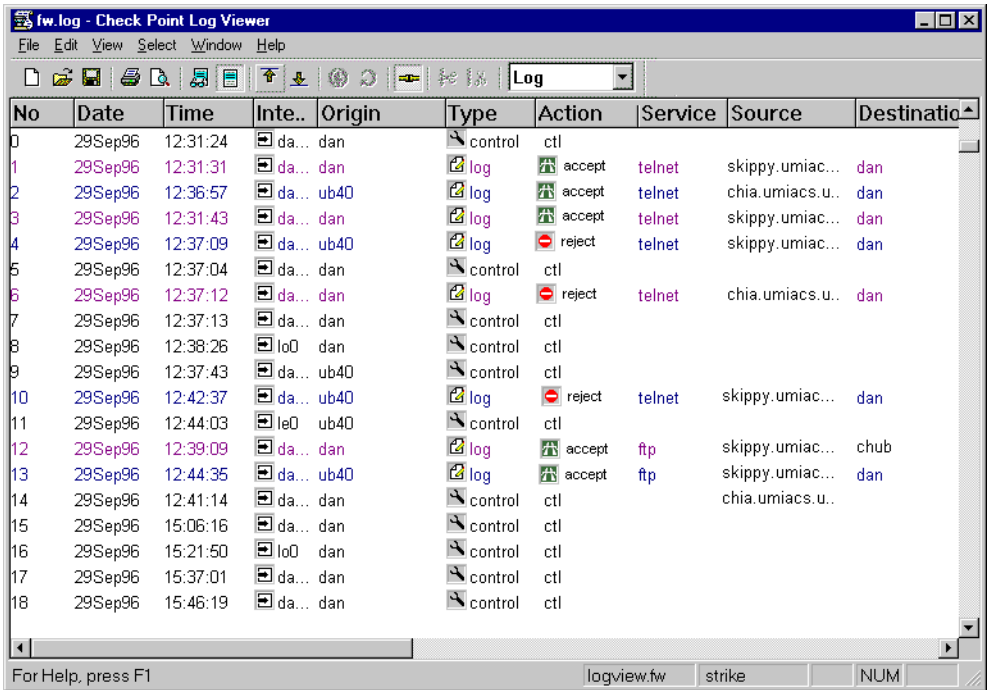 fw.log - Check Point Log Viewer
File Edit View Select Window Help
Log
No Date Time Inte.. Origin Type Action Service Source Destinatio
0 29Sep96 12:31:24 da... dan control ctl
1 29Sep96 12:31:31 da... dan log accept telnet skippy.umiac... dan
2 29Sep96 12:36:57 da... ub40 log accept telnet chia.umiacs.u.. dan
3 29Sep96 12:31:43 da... dan log accept telnet skippy.umiac... dan
4 29Sep96 12:37:09 da... ub40 log reject telnet skippy.umiac... dan
5 29Sep96 12:37:04 da... dan control ctl
6 29Sep96 12:37:12 da... dan log reject telnet chia.umiacs.u.. dan
7 29Sep96 12:37:13 da... dan control ctl
8 29Sep96 12:38:26 lo0 dan control ctl
9 29Sep96 12:37:43 da... ub40 control ctl
10 29Sep96 12:42:37 da... ub40 log reject telnet skippy.umiac... dan
11 29Sep96 12:44:03 le0 ub40 control ctl
12 29Sep96 12:39:09 da... dan log accept ftp skippy.umiac... chub
13 29Sep96 12:44:35 da... ub40 log accept ftp skippy.umiac... dan
14 29Sep96 12:41:14 da... dan control ctl chia.umiacs.u..
15 29Sep96 15:06:16 da... dan control ctl
16 29Sep96 15:21:50 lo0 dan control ctl
17 29Sep96 15:37:01 da... dan control ctl
18 29Sep96 15:46:19 da... dan control ctl
For Help, press F1 logview.fw strike NUM